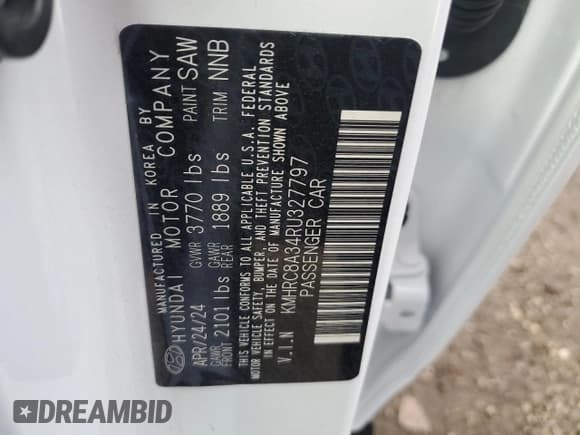 MANUFACTURED IN KOREA BY
HYUNDAI MOTOR COMPANY
APR/24/24 GVWR 3770 lbs PAINT SAW
GAWR FRONT 2101lbs GAWR REAR 1889 lbs TRIM NNB
THIS VEHICLE CONFORMS TO ALL APPLICABLE U.S.A. FEDERAL
MOTOR VEHICLE SAFETY, BUMPER, AND THEFT PREVENTION STANDARDS
IN EFFECT ON THE DATE OF MANUFACTURE SHOWN ABOVE
V.I.N KMHRC8A34RU327797
PASSENGER CAR
DREAMBID